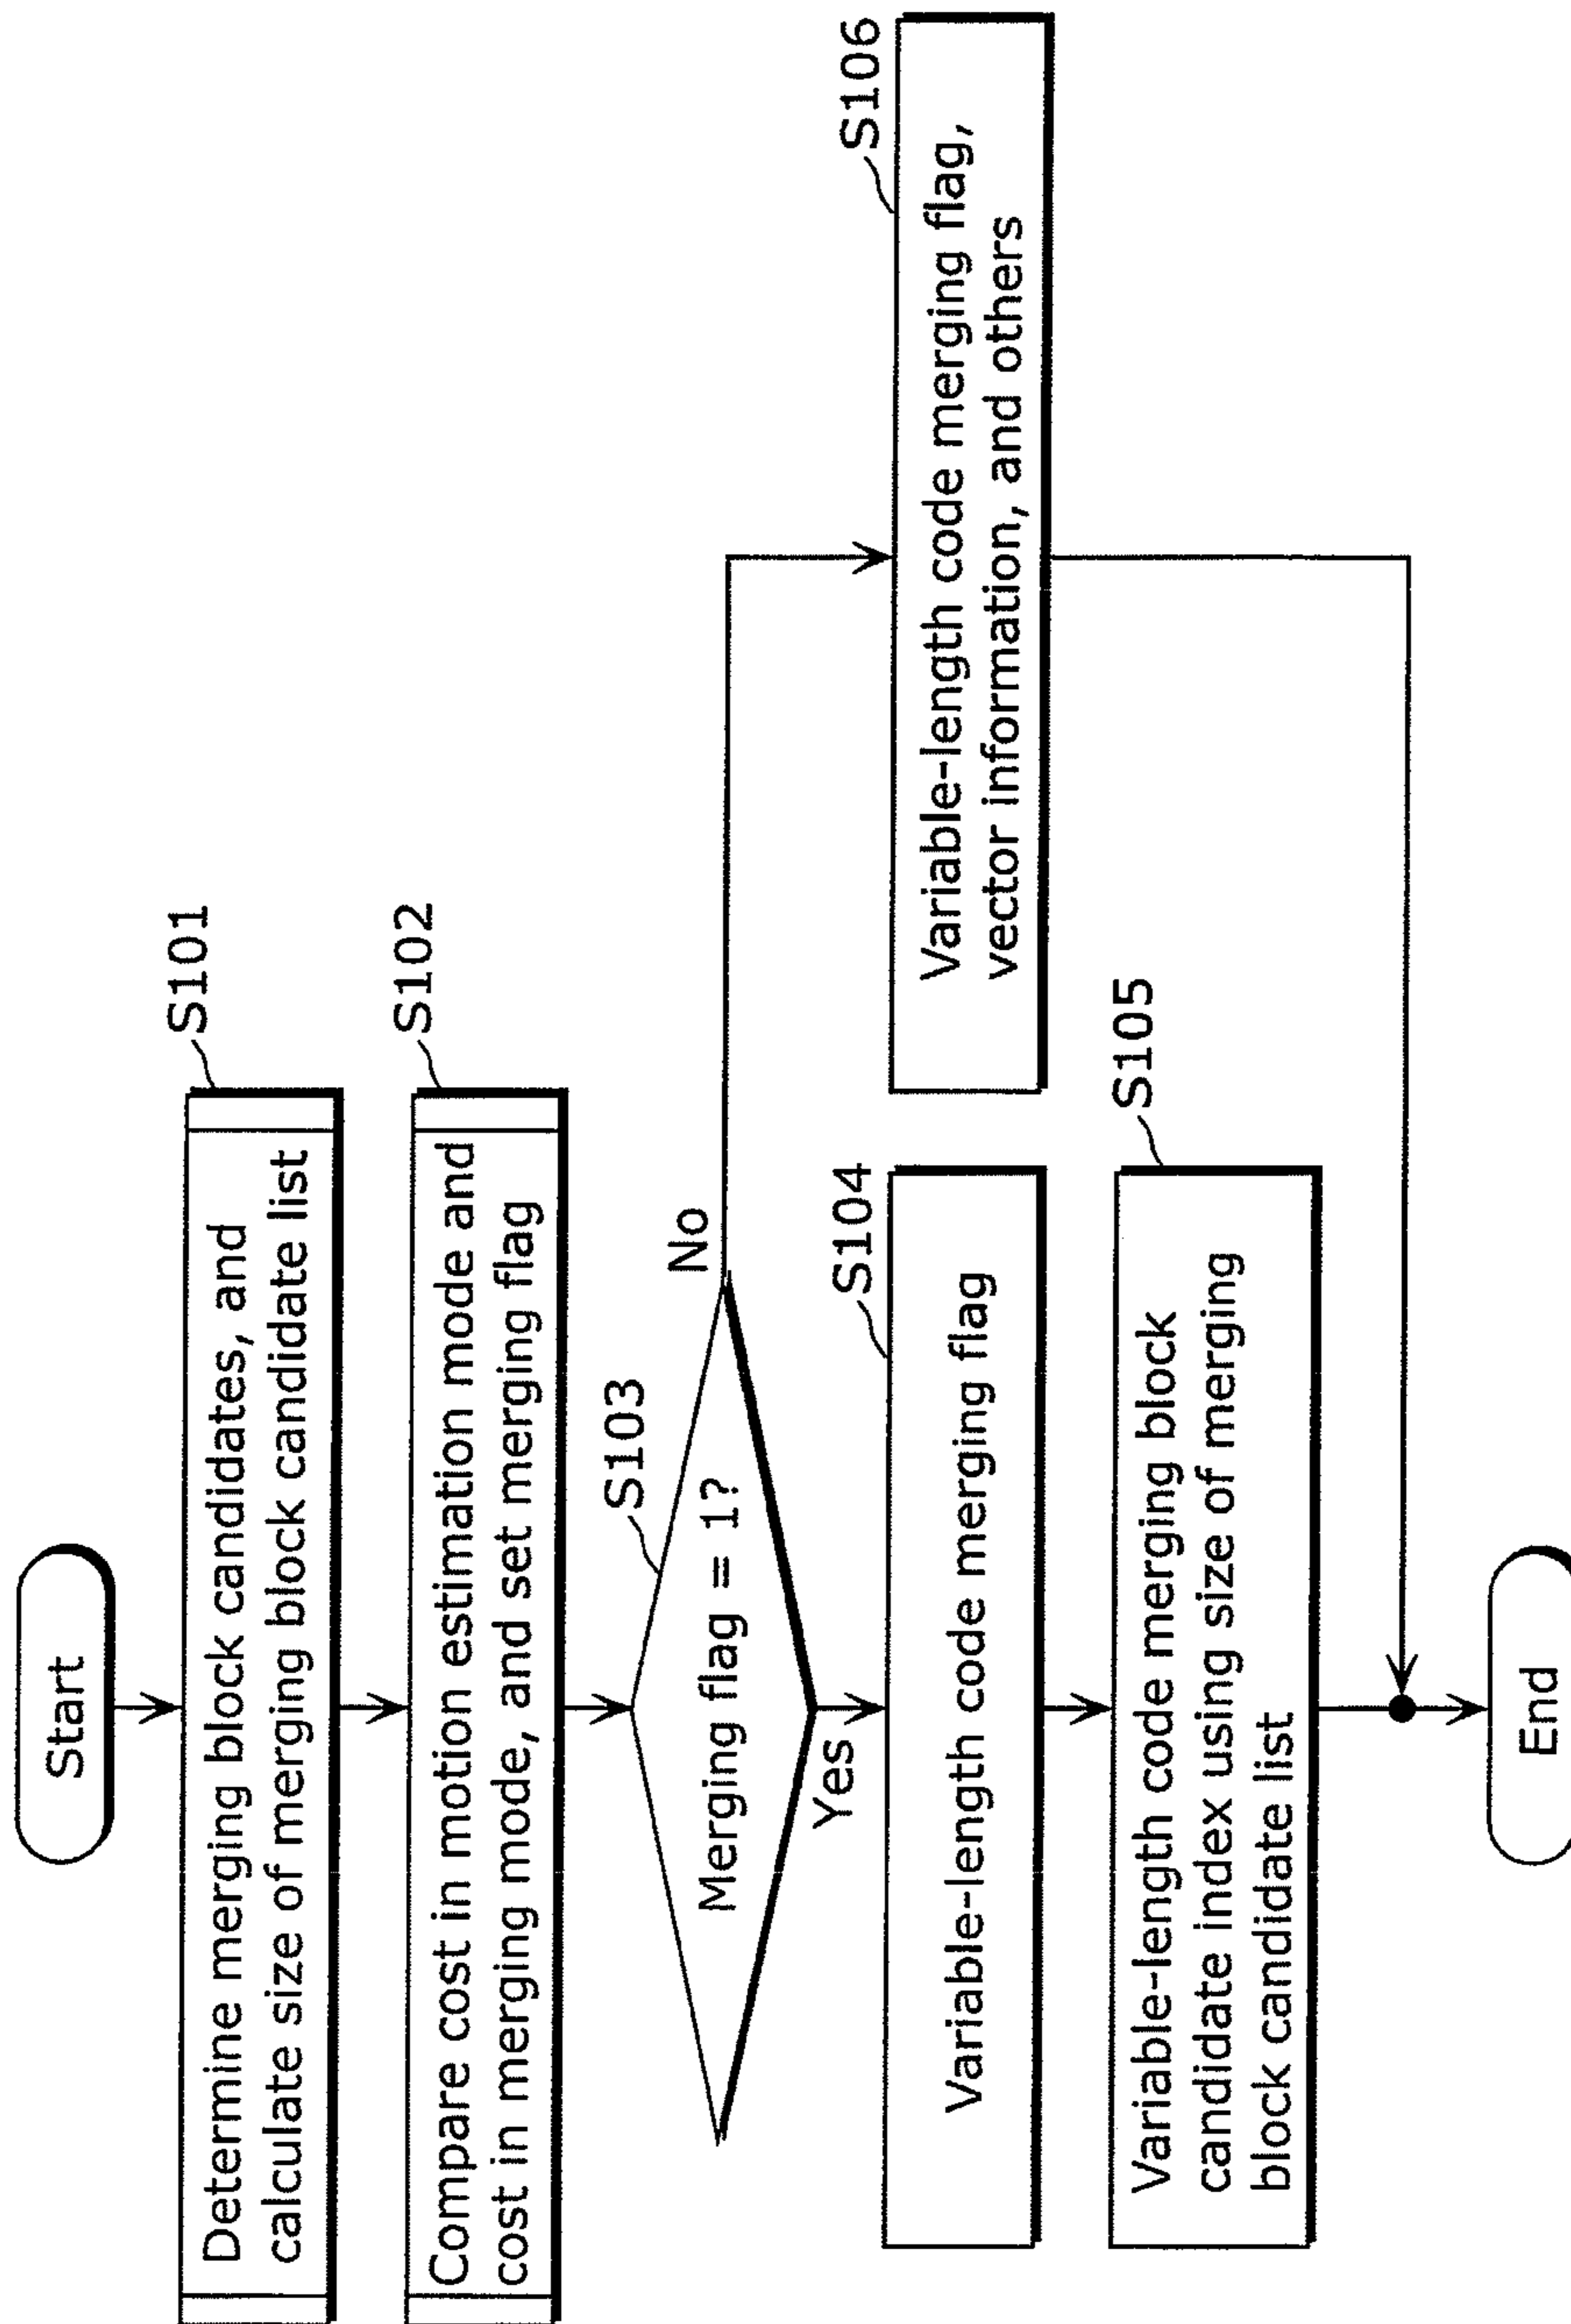 Start
S101
Determine merging block candidates, and
calculate size of merging block candidate list
S102
Compare cost in motion estimation mode and
cost in merging mode, and set merging flag
S103
Merging flag = 1?
No
Yes
S104
Variable-length code merging flag
S106
Variable-length code merging flag,
vector information, and others
S105
Variable-length code merging block
candidate index using size of merging
block candidate list
End